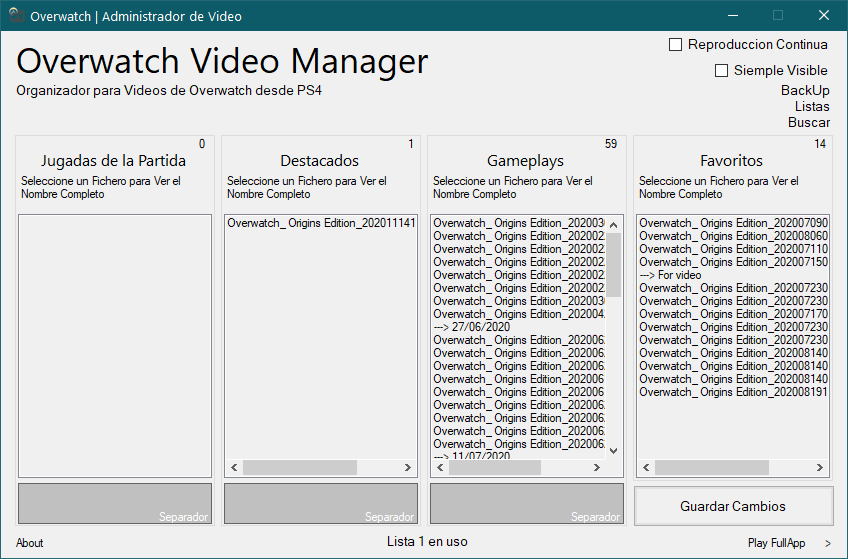 Overwatch | Administrador de Video
Overwatch Video Manager
Organizador para Videos de Overwatch desde PS4
Reproduccion Continua
Siemple Visible
BackUp
Listas
Buscar
0
Jugadas de la Partida
Seleccione un Fichero para Ver el
Nombre Completo
Separador
1
Destacados
Seleccione un Fichero para Ver el
Nombre Completo
Overwatch_ Origins Edition_202011141
Separador
59
Gameplays
Seleccione un Fichero para Ver el
Nombre Completo
Overwatch_ Origins Edition_2020030
Overwatch_ Origins Edition_202002
Overwatch_ Origins Edition_202002
Overwatch_ Origins Edition_202002
Overwatch_ Origins Edition_202002
Overwatch_ Origins Edition_202002
Overwatch_ Origins Edition_2020030
Overwatch_ Origins Edition_202004
---> 27/06/2020
Overwatch_ Origins Edition_202006
Overwatch_ Origins Edition_202006
Overwatch_ Origins Edition_202006
Overwatch_ Origins Edition_202006
Overwatch_ Origins Edition_202006
Overwatch_ Origins Edition_202006
Overwatch_ Origins Edition_202006
Overwatch_ Origins Edition_202006
Overwatch_ Origins Edition_202006
---> 11/07/2020
Separador
14
Favoritos
Seleccione un Fichero para Ver el
Nombre Completo
Overwatch_ Origins Edition_202007090
Overwatch_ Origins Edition_202008060
Overwatch_ Origins Edition_202007110
Overwatch_ Origins Edition_202007150
---> For video
Overwatch_ Origins Edition_202007230
Overwatch_ Origins Edition_202007230
Overwatch_ Origins Edition_202007170
Overwatch_ Origins Edition_202007230
Overwatch_ Origins Edition_202007230
Overwatch_ Origins Edition_202008140
Overwatch_ Origins Edition_202008140
Overwatch_ Origins Edition_202008140
Overwatch_ Origins Edition_202008191
Guardar Cambios
About
Lista 1 en uso
Play FullApp >